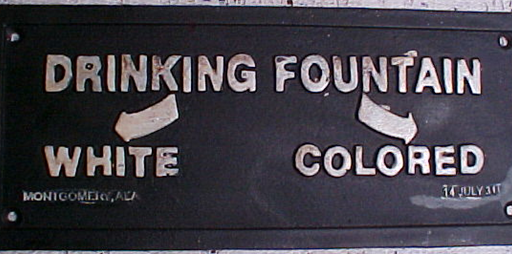 DRINKING FOUNTAIN
WHITE COLORED
MONTGOMERY, ALA 14 JULY 31